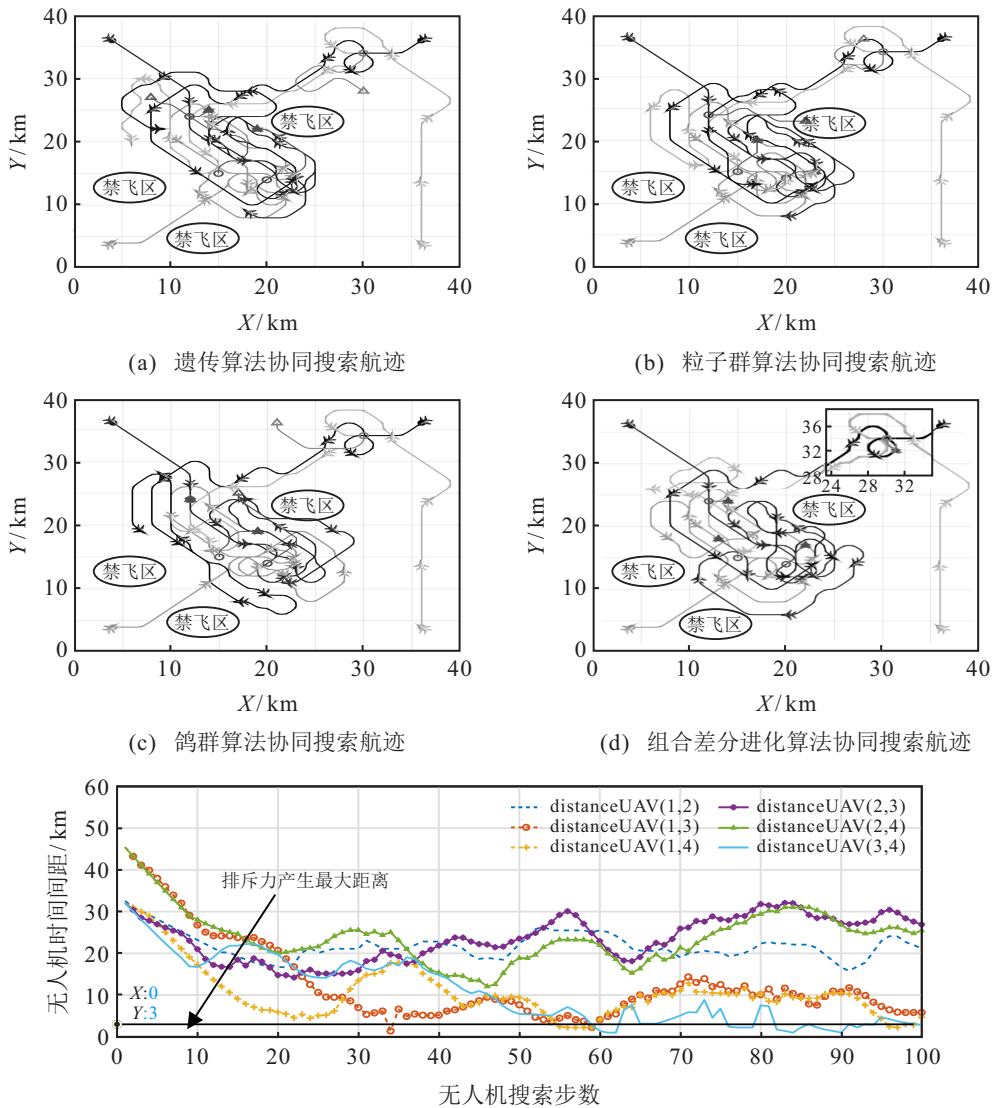 40
30
20
10
0
Y/km
禁飞区
禁飞区
禁飞区
0 10 20 30 40
X/km
(a) 遗传算法协同搜索航迹
40
30
20
10
0
Y/km
禁飞区
禁飞区
禁飞区
0 10 20 30 40
X/km
(b) 粒子群算法协同搜索航迹
40
30
20
10
0
Y/km
禁飞区
禁飞区
禁飞区
0 10 20 30 40
X/km
(c) 鸽群算法协同搜索航迹
40
30
20
10
0
Y/km
36
32
28
24 28 32
禁飞区
禁飞区
禁飞区
0 10 20 30 40
X/km
(d) 组合差分进化算法协同搜索航迹
60
50
40
30
20
10
0
无人机时间间距/km
distanceUAV(1,2)
distanceUAV(1,3)
distanceUAV(1,4)
distanceUAV(2,3)
distanceUAV(2,4)
distanceUAV(3,4)
排斥力产生最大距离
X:0
Y:3
0 10 20 30 40 50 60 70 80 90 100
无人机搜索步数